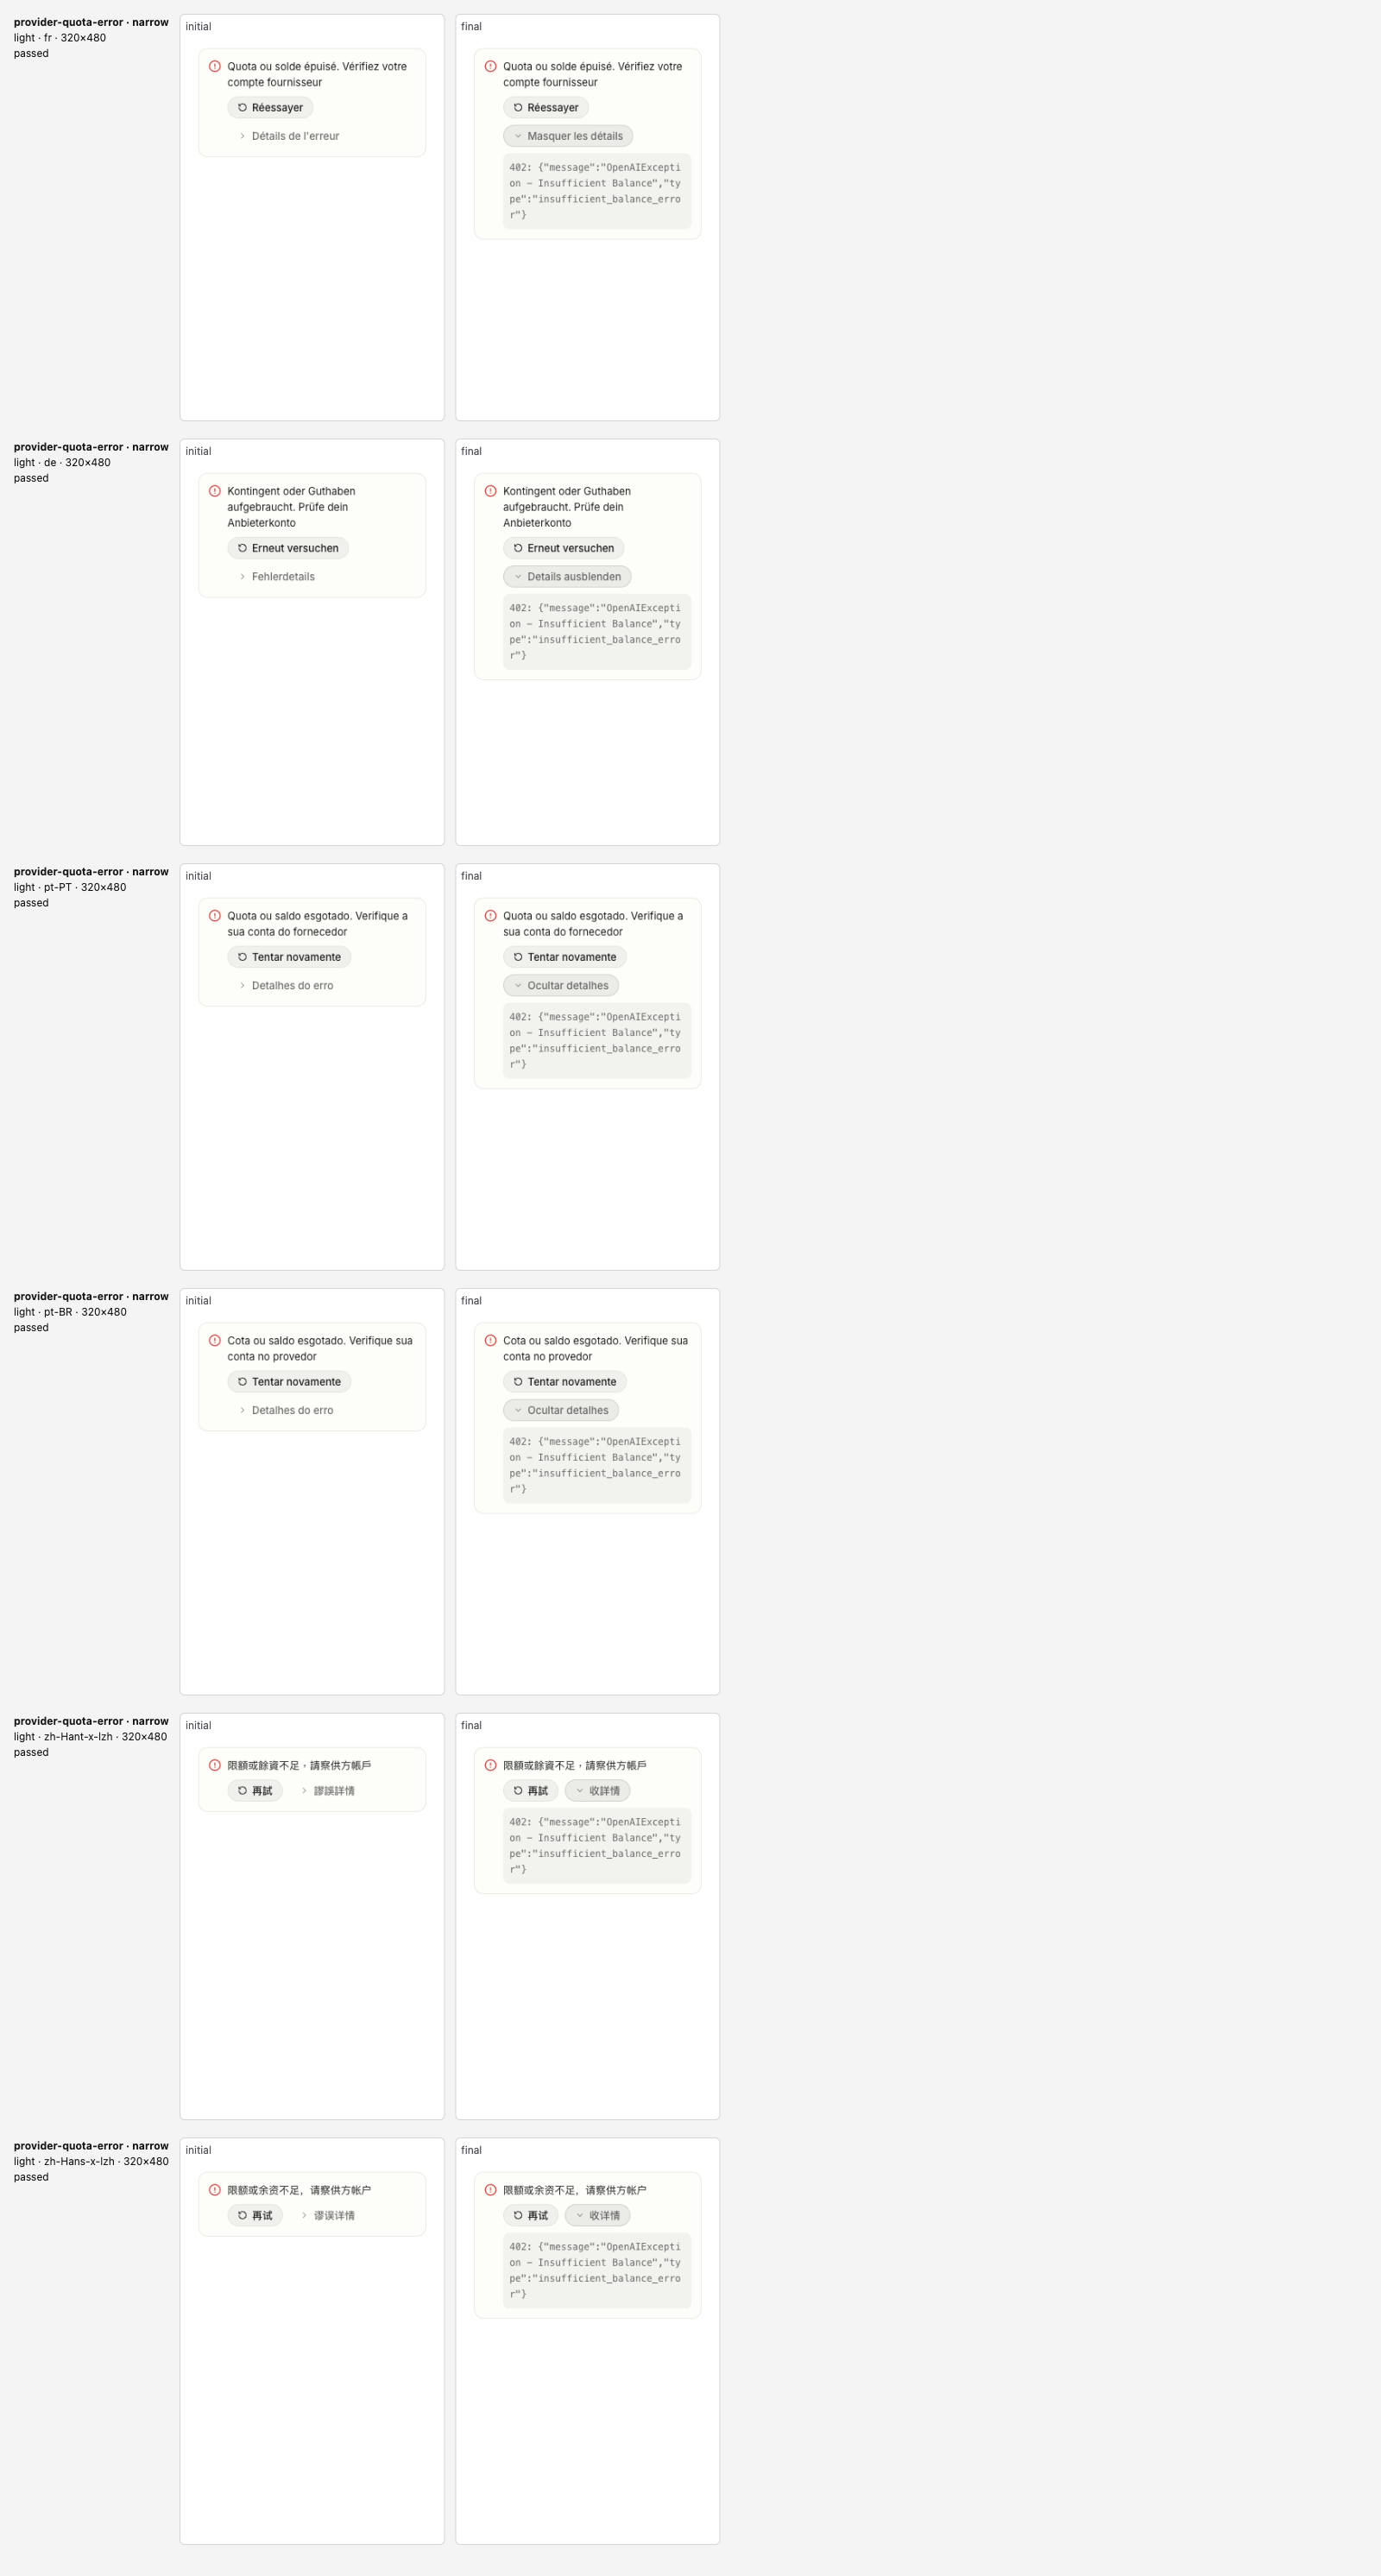 provider-quota-error · narrow
light · fr · 320×480
passed
initial
Quota ou solde épuisé. Vérifiez votre
compte fournisseur
Réessayer
Détails de l'erreur
final
Quota ou solde épuisé. Vérifiez votre
compte fournisseur
Réessayer
Masquer les détails
402: {"message":"OpenAIExcepti
on – Insufficient Balance","ty
pe":"insufficient_balance_erro
r"}
provider-quota-error · narrow
light · de · 320×480
passed
initial
Kontingent oder Guthaben
aufgebraucht. Prüfe dein
Anbieterkonto
Erneut versuchen
Fehlerdetails
final
Kontingent oder Guthaben
aufgebraucht. Prüfe dein
Anbieterkonto
Erneut versuchen
Details ausblenden
402: {"message":"OpenAIExcepti
on – Insufficient Balance","ty
pe":"insufficient_balance_erro
r"}
provider-quota-error · narrow
light · pt-PT · 320×480
passed
initial
Quota ou saldo esgotado. Verifique a
sua conta do fornecedor
Tentar novamente
Detalhes do erro
final
Quota ou saldo esgotado. Verifique a
sua conta do fornecedor
Tentar novamente
Ocultar detalhes
402: {"message":"OpenAIExcepti
on – Insufficient Balance","ty
pe":"insufficient_balance_erro
r"}
provider-quota-error · narrow
light · pt-BR · 320×480
passed
initial
Cota ou saldo esgotado. Verifique sua
conta no provedor
Tentar novamente
Detalhes do erro
final
Cota ou saldo esgotado. Verifique sua
conta no provedor
Tentar novamente
Ocultar detalhes
402: {"message":"OpenAIExcepti
on – Insufficient Balance","ty
pe":"insufficient_balance_erro
r"}
provider-quota-error · narrow
light · zh-Hant-x-lzh · 320×480
passed
initial
限額或餘資不足，請察供方帳戶
再試
謬誤詳情
final
限額或餘資不足，請察供方帳戶
再試
收詳情
402: {"message":"OpenAIExcepti
on – Insufficient Balance","ty
pe":"insufficient_balance_erro
r"}
provider-quota-error · narrow
light · zh-Hans-x-lzh · 320×480
passed
initial
限额或余资不足，请察供方帐户
再试
谬误详情
final
限额或余资不足，请察供方帐户
再试
收详情
402: {"message":"OpenAIExcepti
on – Insufficient Balance","ty
pe":"insufficient_balance_erro
r"}